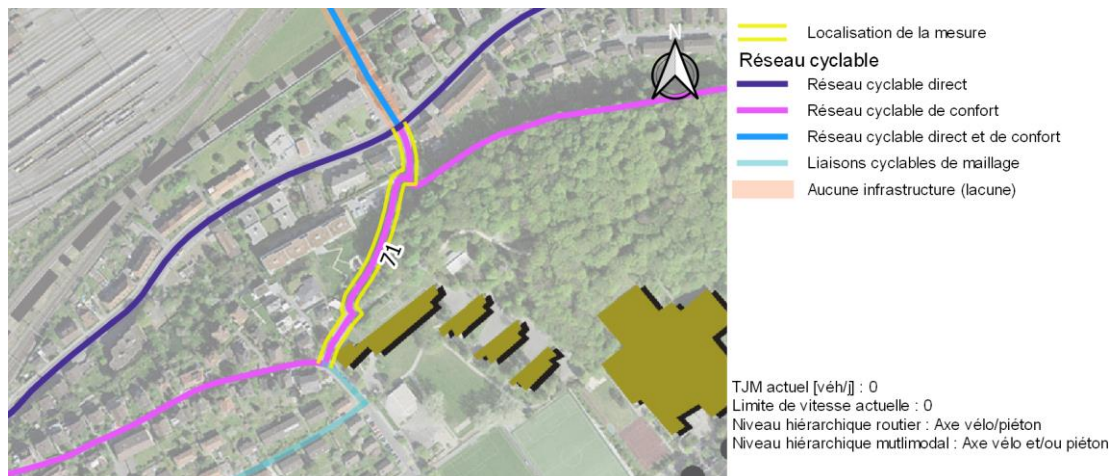 Localisation de la mesure
Réseau cyclable
Réseau cyclable direct
Réseau cyclable de confort
Réseau cyclable direct et de confort
Liaisons cyclables de maillage
Aucune infrastructure (lacune)
N
71
TJM actuel [véh/j] : 0
Limite de vitesse actuelle : 0
Niveau hiérarchique routier : Axe vélo/piéton
Niveau hiérarchique mutlimodal : Axe vélo et/ou piéton